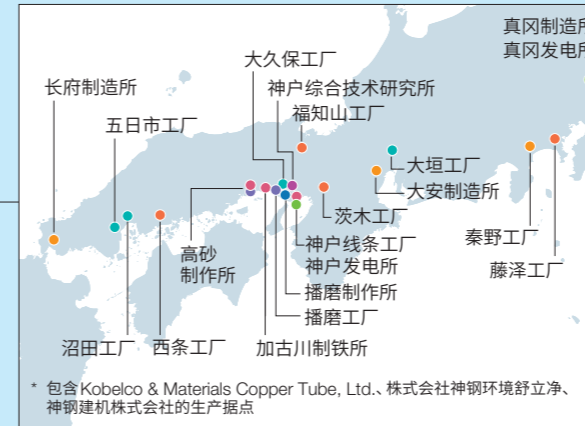 真冈制造所
真冈发电所
大久保工厂
长府制造所
神户综合技术研究所
福知山工厂
五日市工厂
大垣工厂
大安制造所
茨木工厂
秦野工厂
神户线条工厂
高砂
制作所
神户发电所
藤泽工厂
播磨制作所
播磨工厂
沼田工厂
西条工厂
加古川制铁所
* 包含Kobelco & Materials Copper Tube, Ltd.、株式会社神钢环境舒立净、
神钢建机株式会社的生产据点